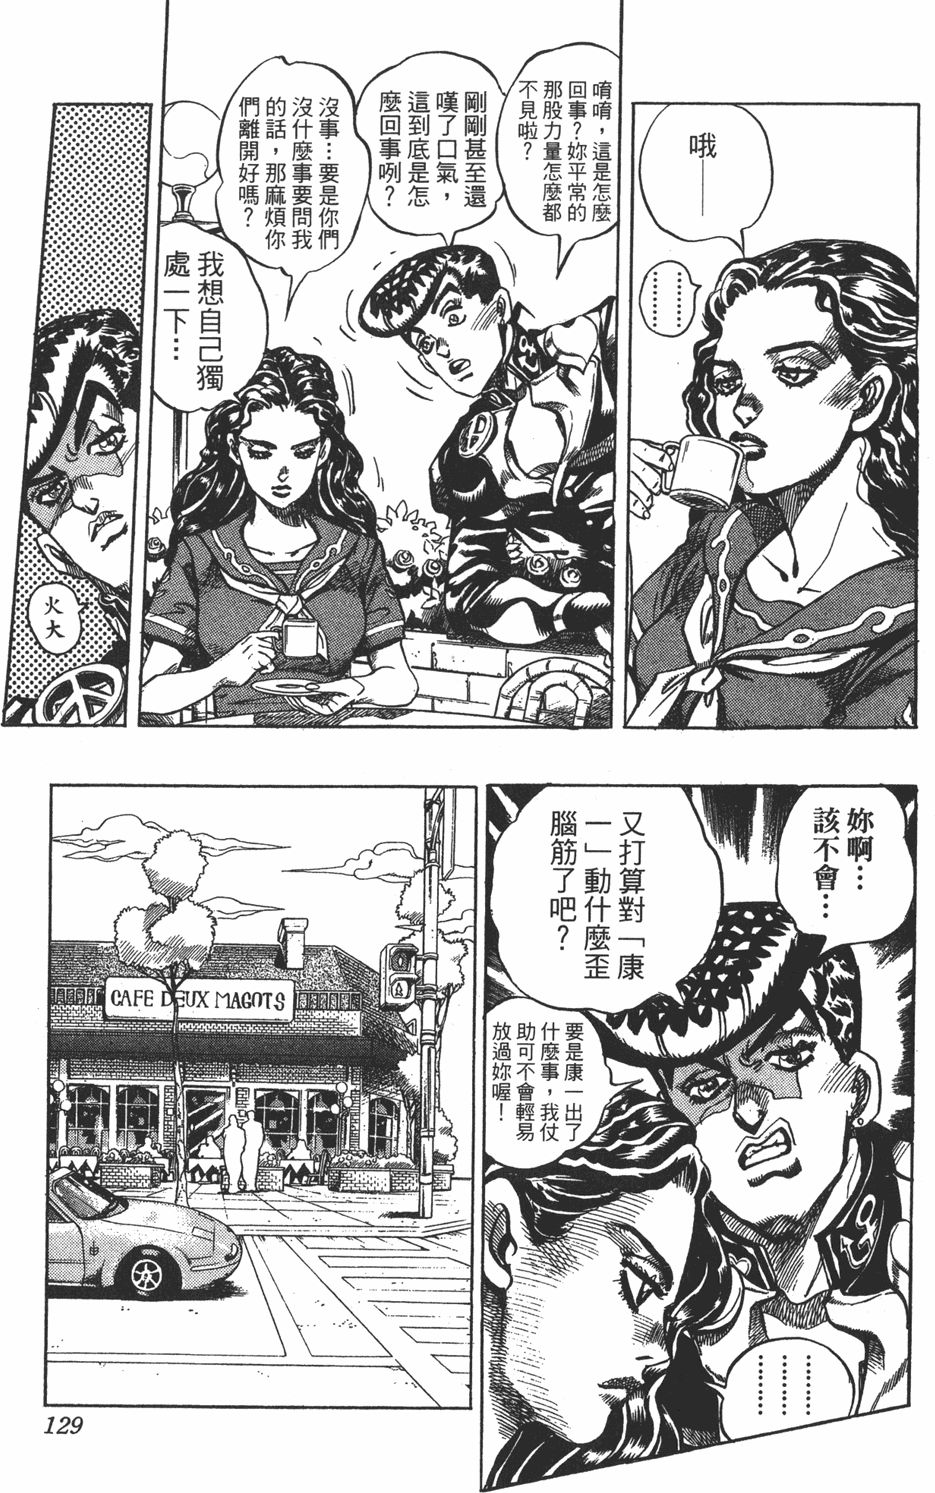 哦——
…………
唷唷，這是怎麼
回事？妳平常的
那股力量怎麼都
不見啦？
剛剛甚至還
嘆了口氣，
這到底是怎
麼回事咧？
沒事…要是你們
沒什麼事要問我
的話，那麻煩你
們離開好嗎？
我想自己獨
處一下…
火大
妳啊…
該不會…
又打算對「康
一」動什麼歪
腦筋了吧？
要是康一出了
什麼事，我仗
助可不會輕易
放過妳喔！
…………
CAFE DEUX MAGOTS
129